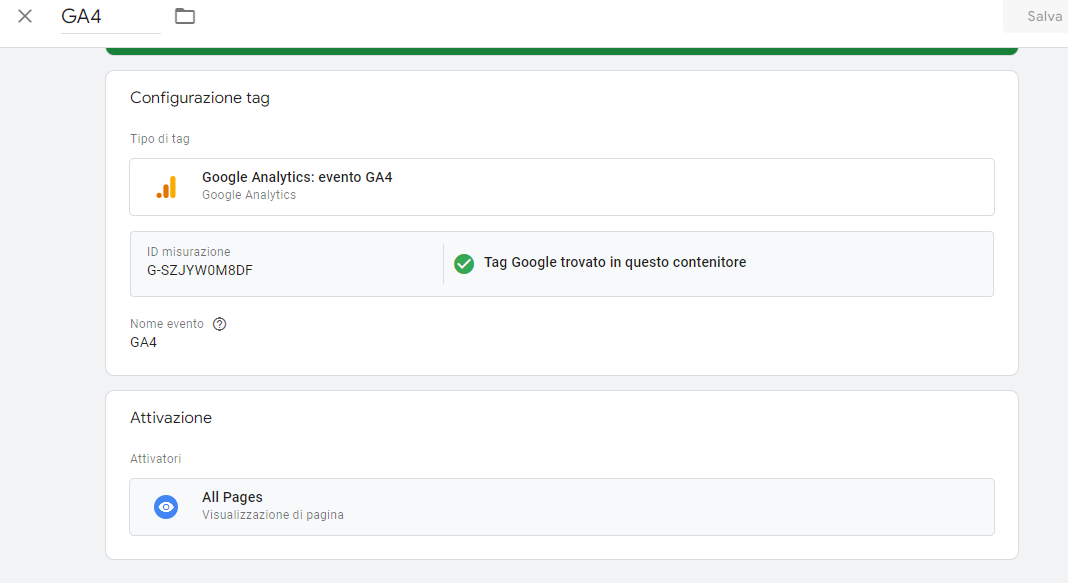 GA4
Salva
Configurazione tag
Tipo di tag
Google Analytics: evento GA4
Google Analytics
ID misurazione
G-SZJYW0M8DF
Tag Google trovato in questo contenitore
Nome evento
GA4
Attivazione
Attivatori
All Pages
Visualizzazione di pagina